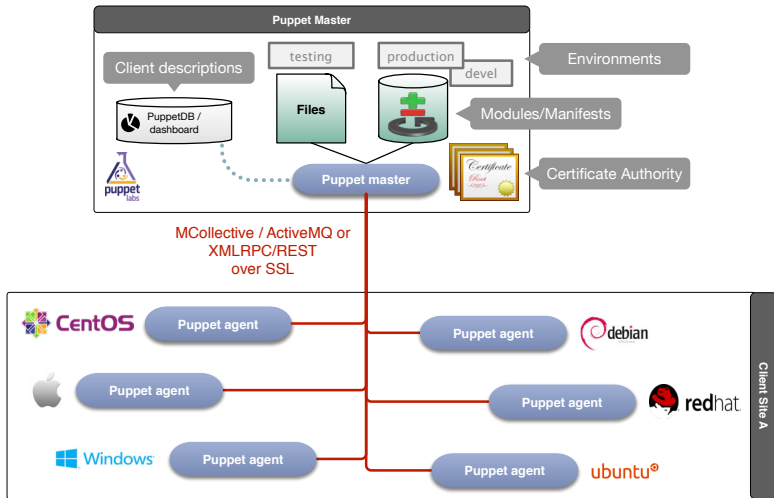 Puppet Master
testing
production
devel
Environments
Client descriptions
PuppetDB /
dashboard
Files
Modules/Manifests
puppet
labs
Puppet master
Certificate
Root
Certificate Authority
MCollective / ActiveMQ or
XMLRPC/REST
over SSL
CentOS
Puppet agent
Puppet agent
debian
Puppet agent
Puppet agent
redhat.
Windows
Puppet agent
Puppet agent
ubuntu
Client Site A